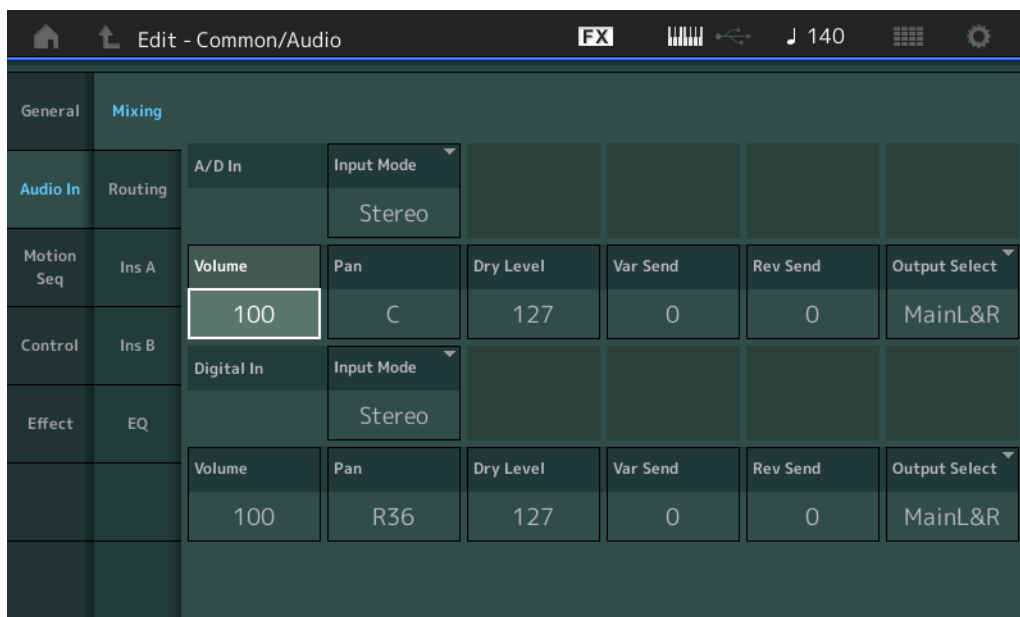 Edit - Common/Audio FX 140
General Mixing
A/D In Input Mode
Audio In Routing
Stereo
Motion Seq Ins A Volume Pan Dry Level Var Send Rev Send Output Select
100 C 127 0 0 MainL&R
Control Ins B
Digital In Input Mode
Effect EQ Stereo
Volume Pan Dry Level Var Send Rev Send Output Select
100 R36 127 0 0 MainL&R